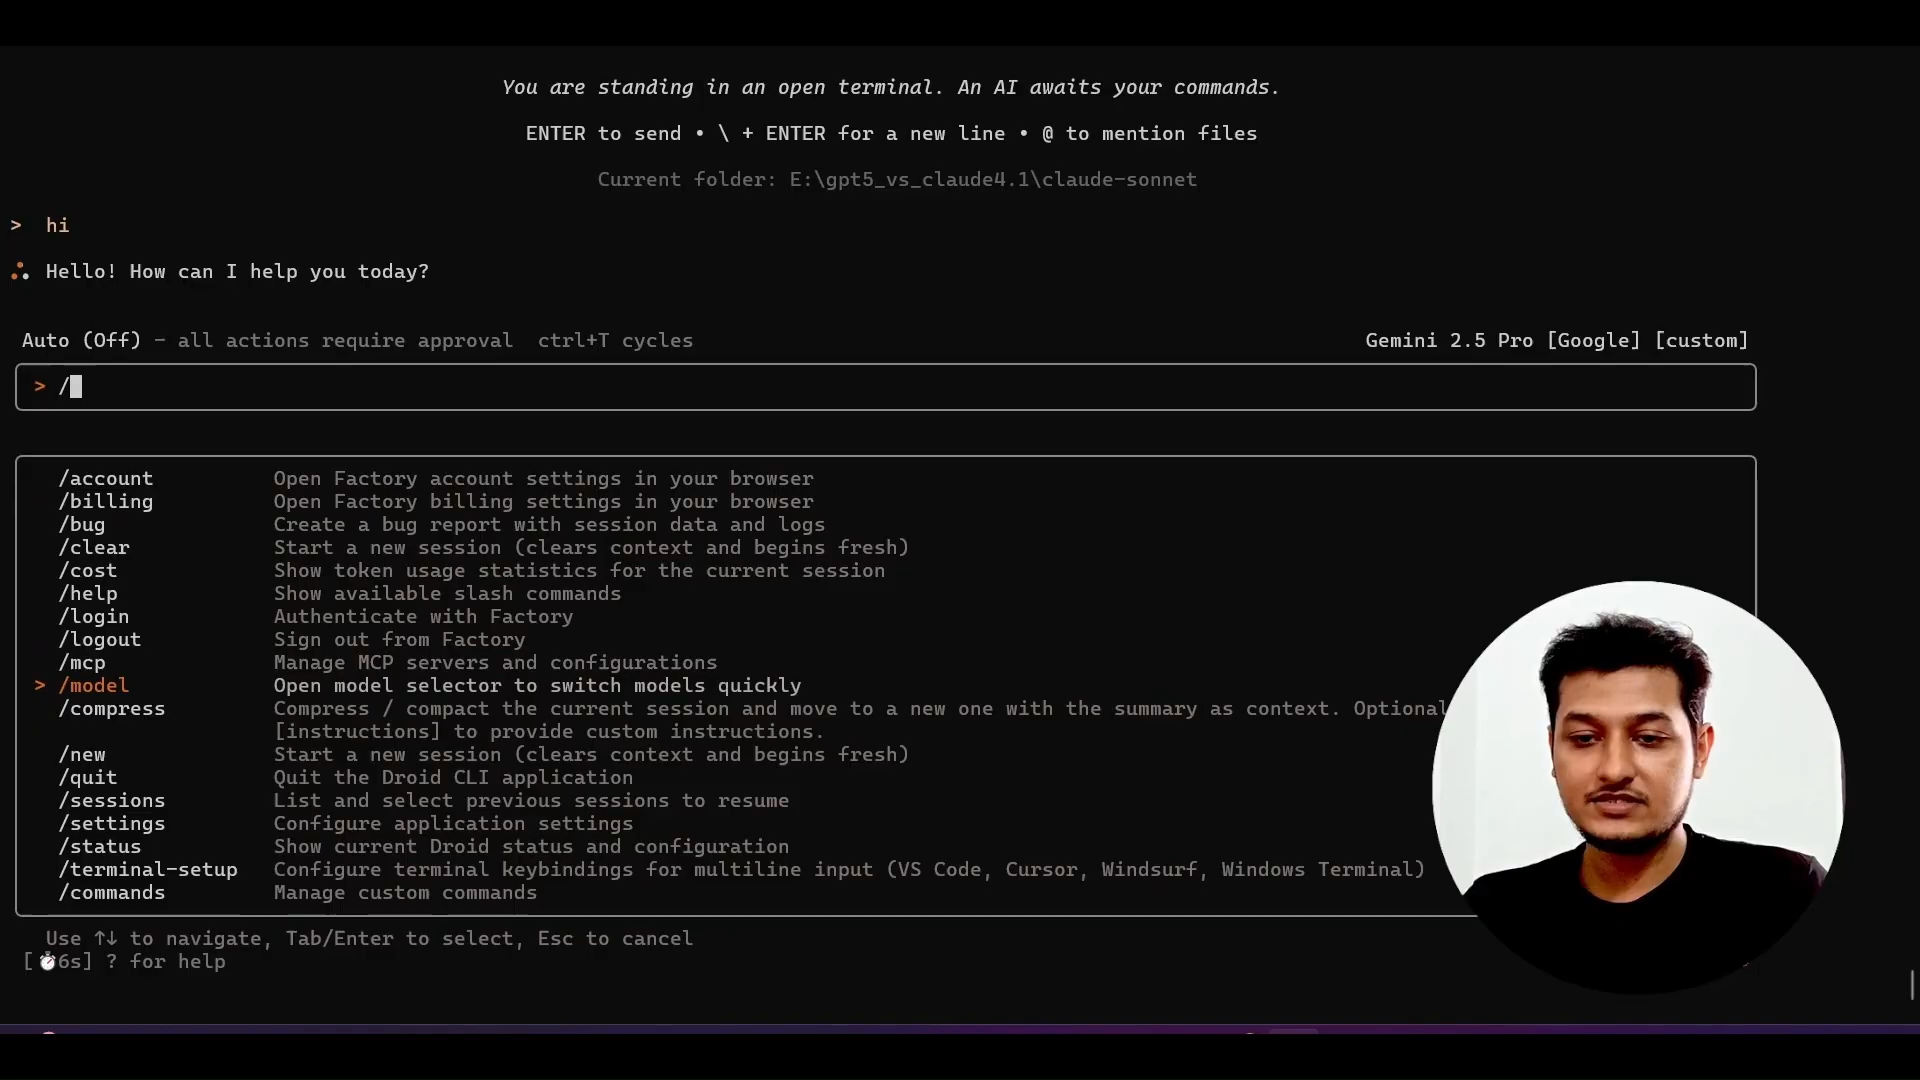 You are standing in an open terminal. An AI awaits your commands.
ENTER to send • \ + ENTER for a new line • @ to mention files
Current folder: E:\gpt5_vs_claude4.1\claude-sonnet
> hi
Hello! How can I help you today?
Auto (Off) - all actions require approval ctrl+T cycles
Gemini 2.5 Pro [Google] [custom]
> /
/account Open Factory account settings in your browser
/billing Open Factory billing settings in your browser
/bug Create a bug report with session data and logs
/clear Start a new session (clears context and begins fresh)
/cost Show token usage statistics for the current session
/help Show available slash commands
/login Authenticate with Factory
/logout Sign out from Factory
/mcp Manage MCP servers and configurations
> /model Open model selector to switch models quickly
/compress Compress / compact the current session and move to a new one with the summary as context. Optional
[instructions] to provide custom instructions.
/new Start a new session (clears context and begins fresh)
/quit Quit the Droid CLI application
/sessions List and select previous sessions to resume
/settings Configure application settings
/status Show current Droid status and configuration
/terminal-setup Configure terminal keybindings for multiline input (VS Code, Cursor, Windsurf, Windows Terminal)
/commands Manage custom commands
Use ↑↓ to navigate, Tab/Enter to select, Esc to cancel
[⏱6s] ? for help